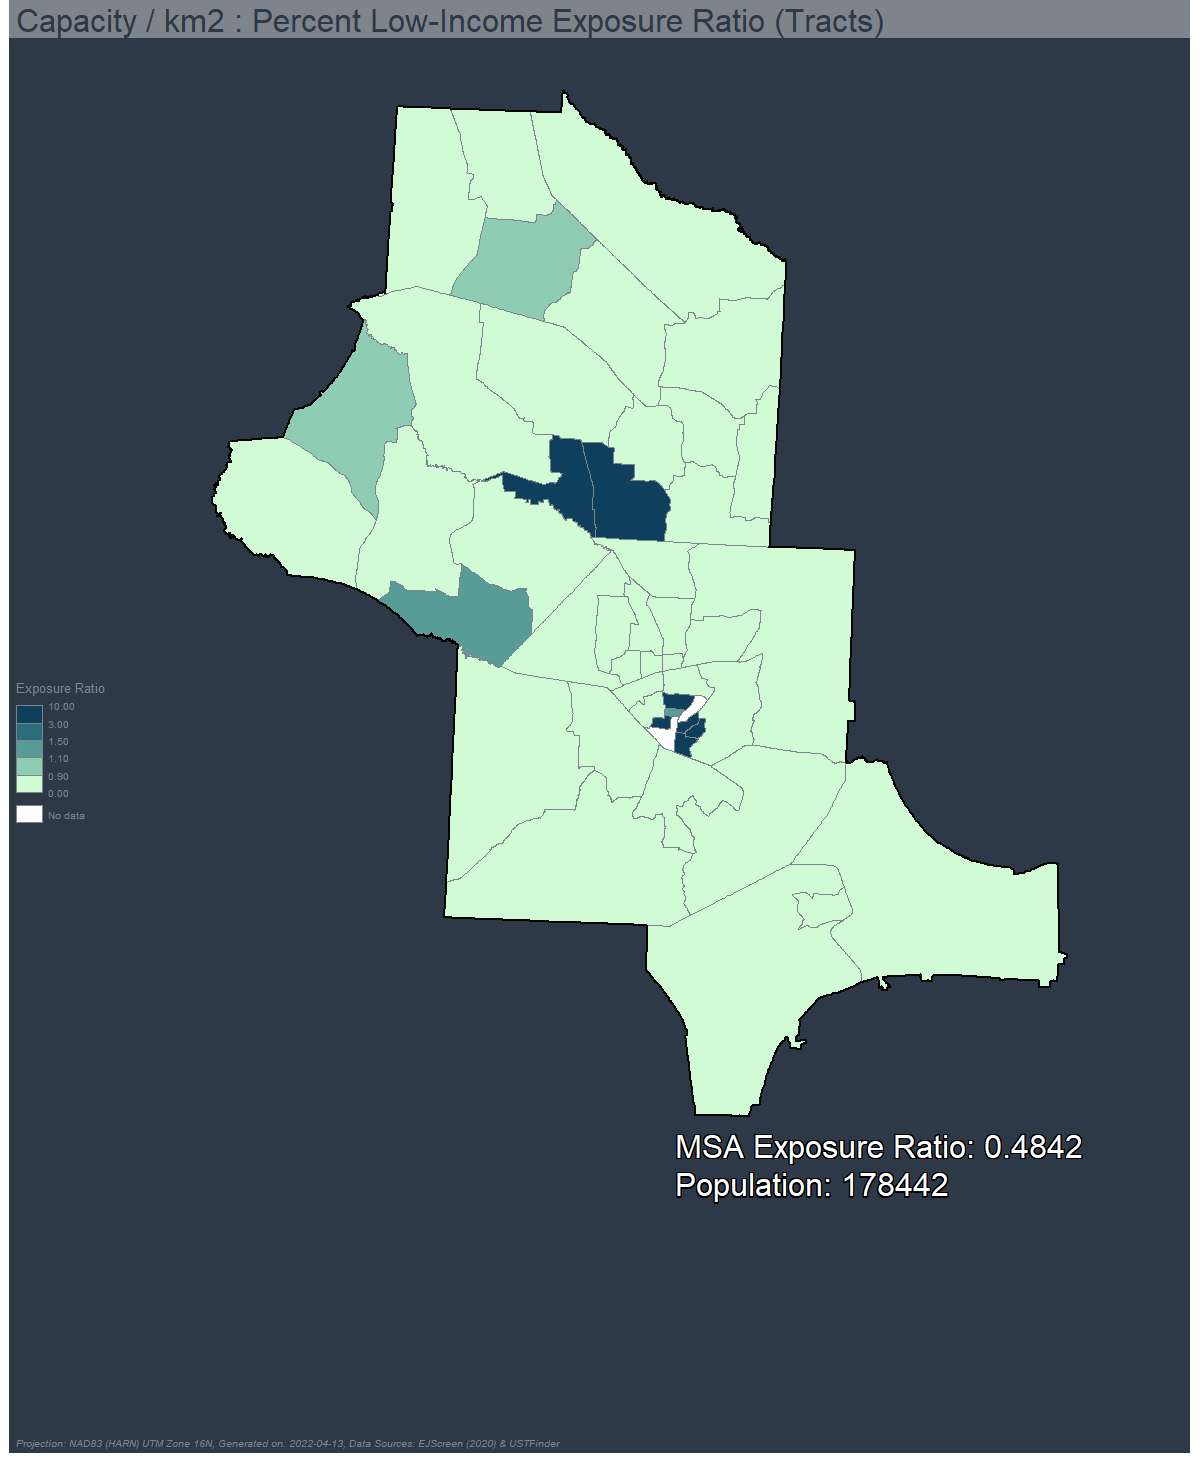 Capacity / km2 : Percent Low-Income Exposure Ratio (Tracts)
Exposure Ratio
10.00
3.00
1.50
1.10
0.90
0.00
No data
MSA Exposure Ratio: 0.4842
Population: 178442
Projection: NAD83 (HARN) UTM Zone 16N, Generated on: 2022-04-13, Data Sources: EJScreen (2020) & USTFinder